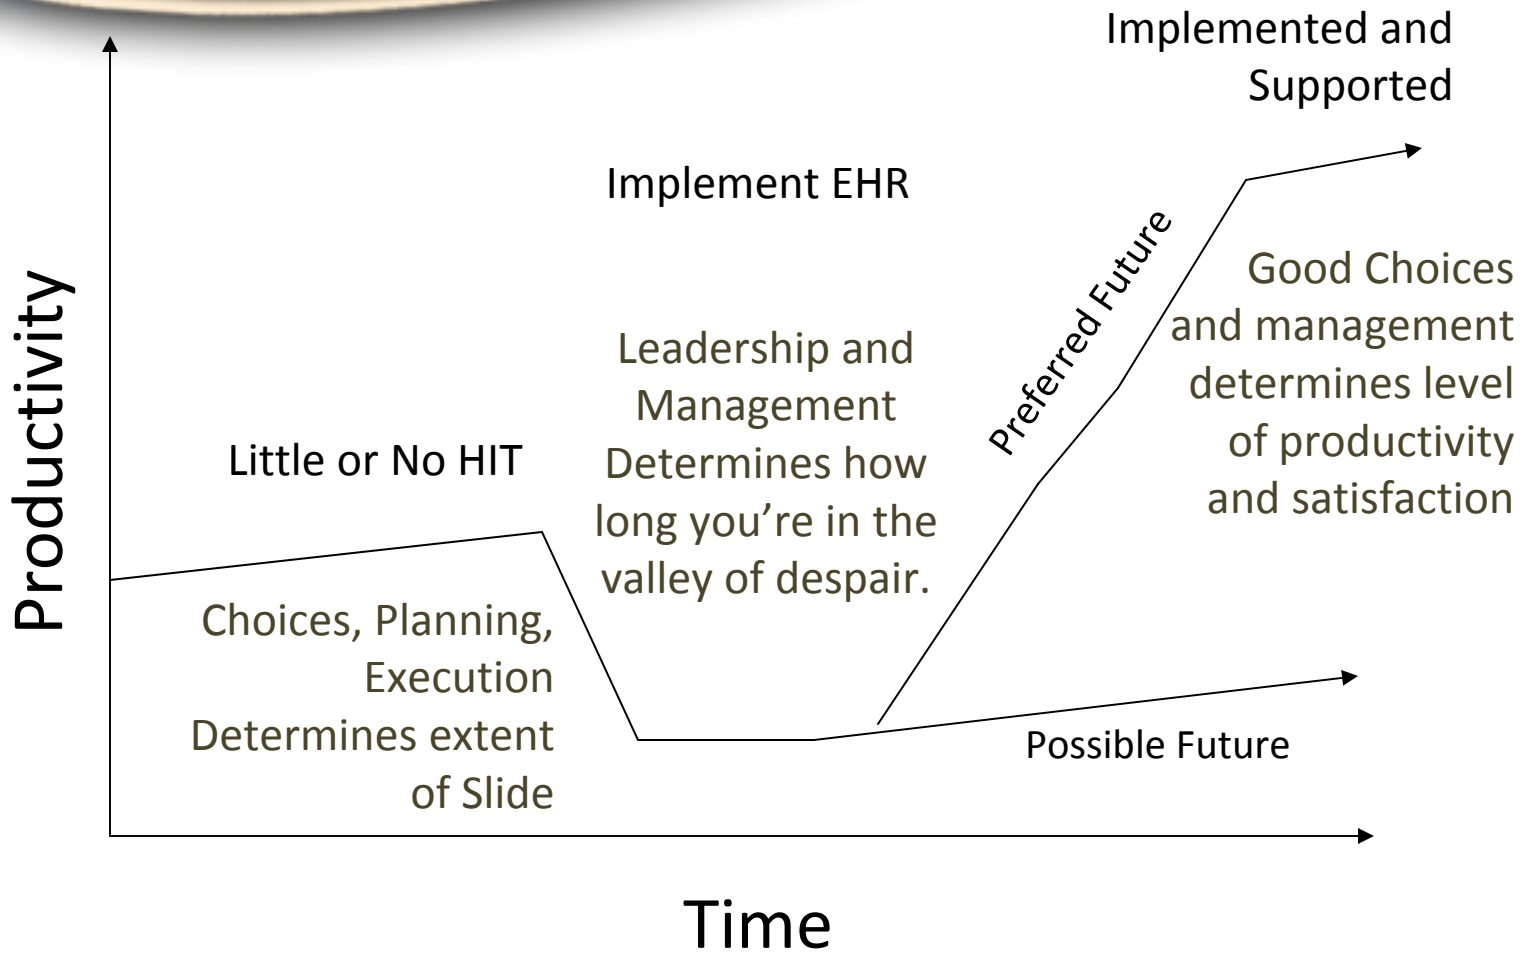 Implemented and
Supported
Implement EHR
Preferred Future
Good Choices
and management
determines level
of productivity
and satisfaction
Leadership and
Management
Determines how
long you’re in the
valley of despair.
Productivity
Little or No HIT
Choices, Planning,
Execution
Determines extent
of Slide
Possible Future
Time